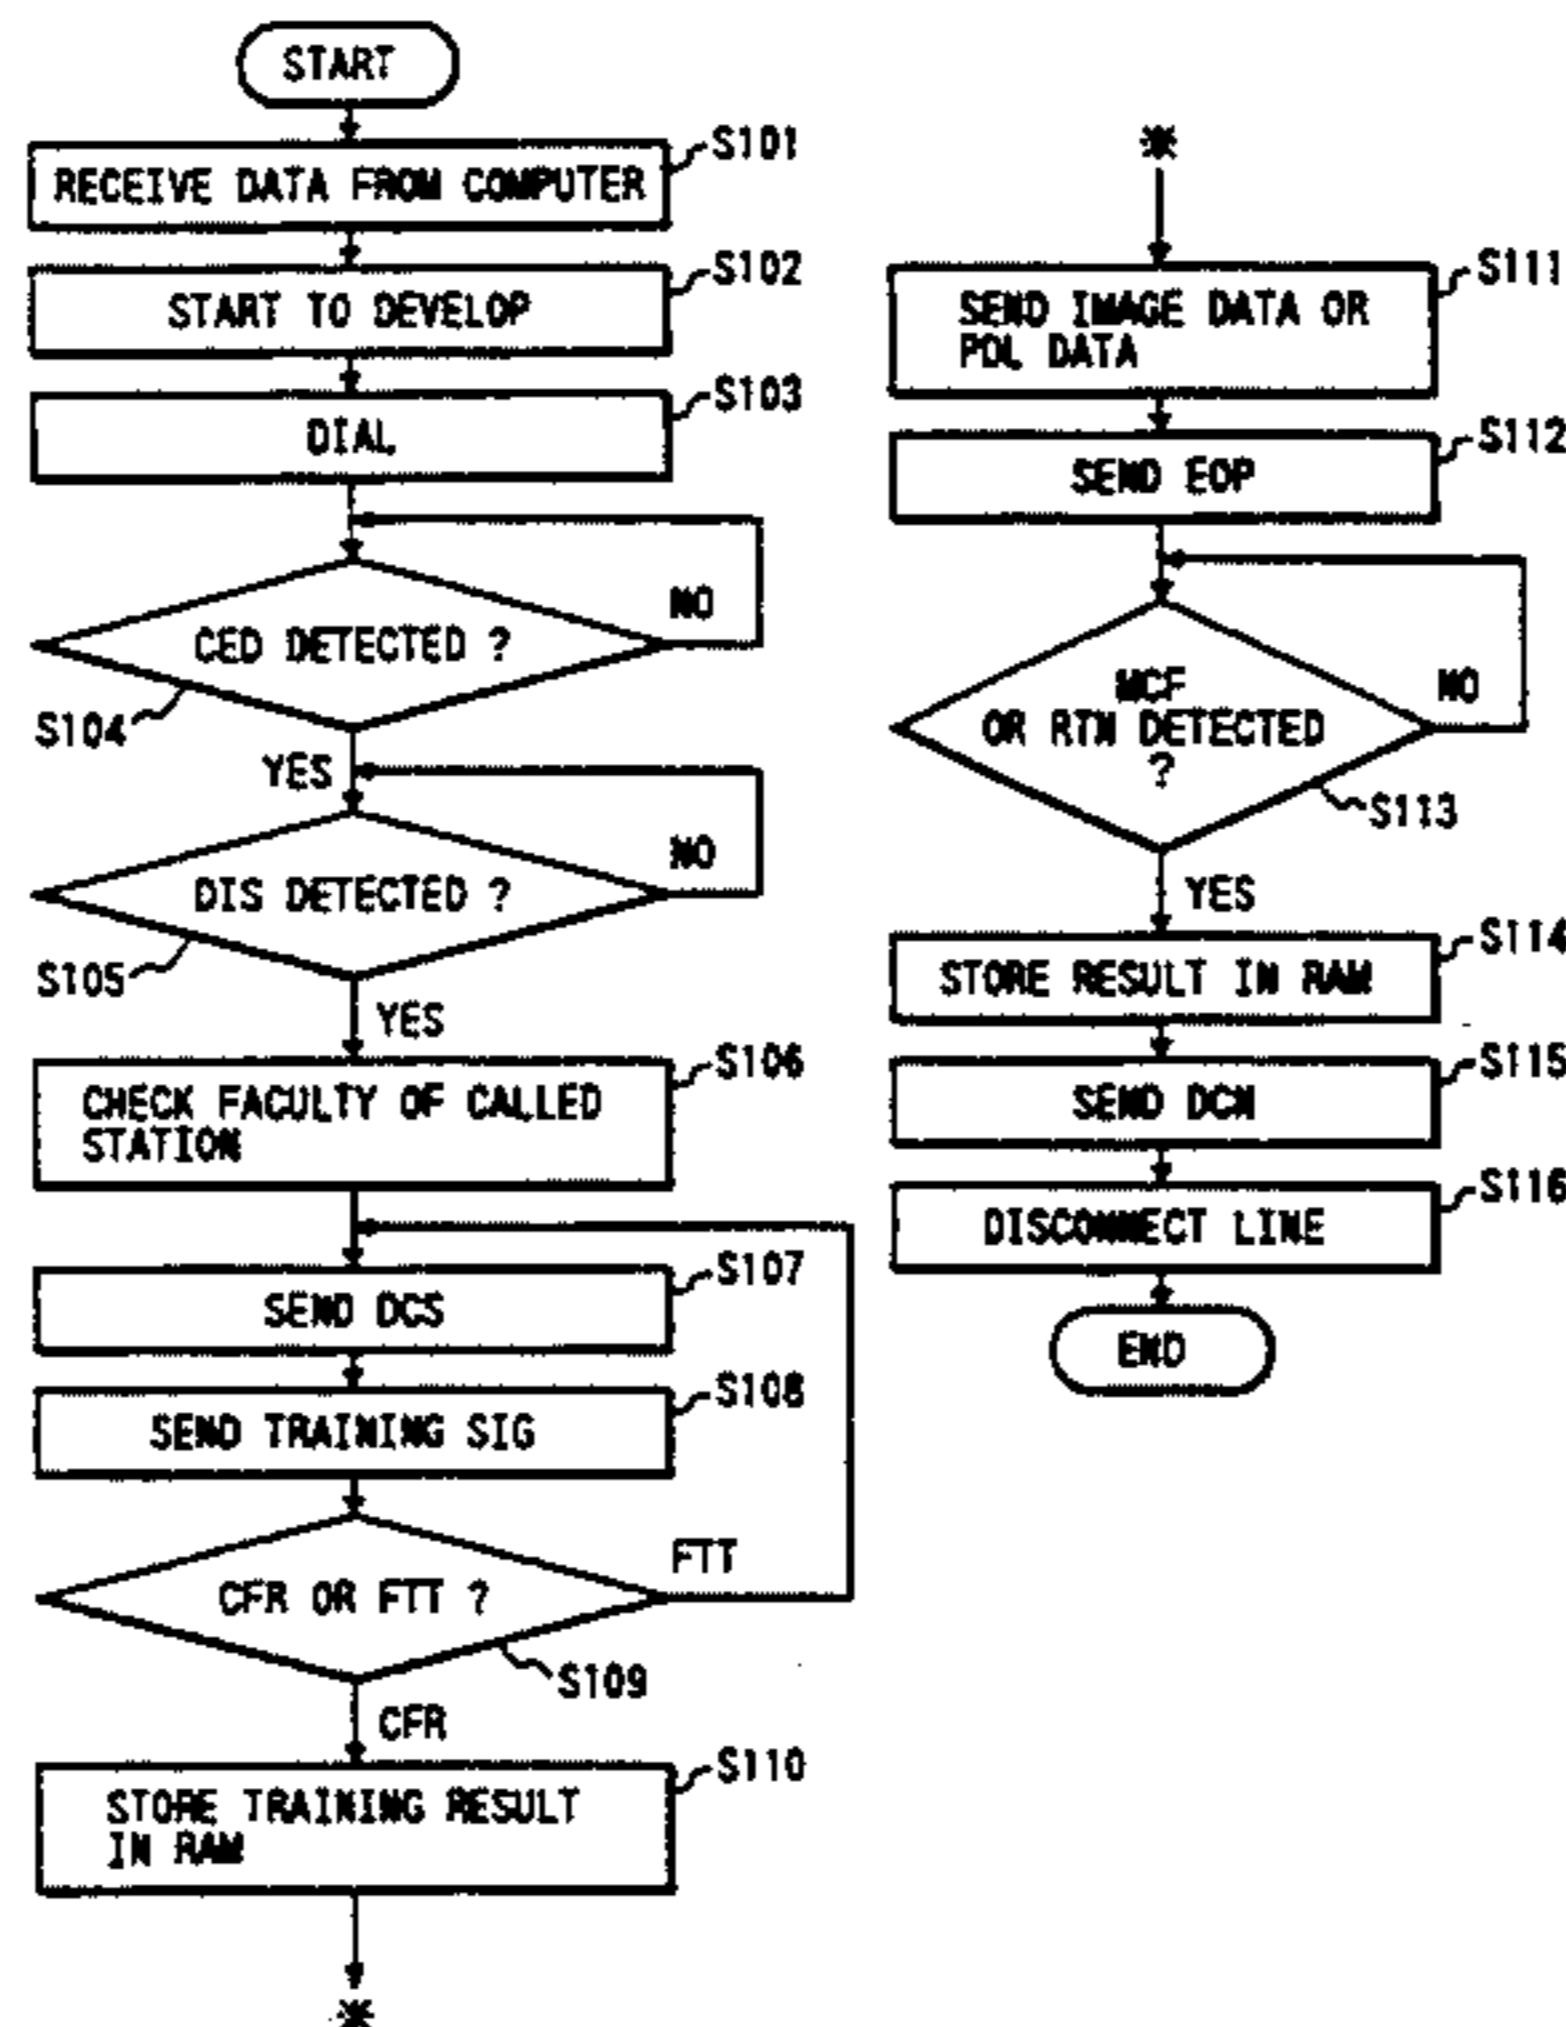 START
S101
RECEIVE DATA FROM COMPUTER
S102
START TO DEVELOP
S103
DIAL
NO
CED DETECTED ?
S104
YES
NO
DIS DETECTED ?
S105
YES
S106
CHECK FACULTY OF CALLED
STATION
S107
SEND DCS
S108
SEND TRAINING SIG
FTT
CFR OR FTT ?
S109
CFR
S110
STORE TRAINING RESULT
IN RAM
*
*
S111
SEND IMAGE DATA OR
PDL DATA
S112
SEND EOP
NO
MCF
OR RTN DETECTED
?
S113
YES
S114
STORE RESULT IN RAM
S115
SEND DCN
S116
DISCONNECT LINE
END